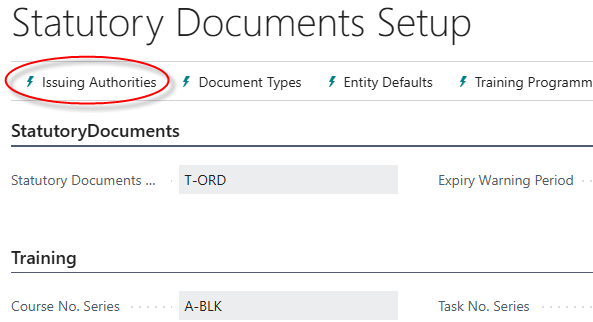 Statutory Documents Setup
Issuing Authorities Document Types Entity Defaults Training Programm
StatutoryDocuments
Statutory Documents ... T-ORD Expiry Warning Period
Training
Course No. Series A-BLK Task No. Series